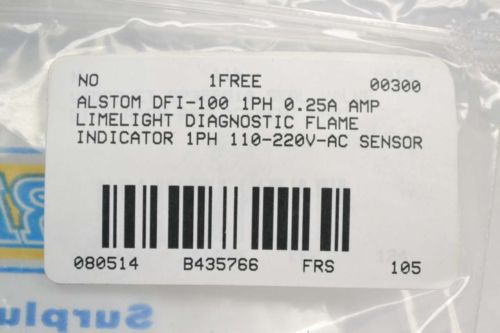 NO 1FREE 00300
ALSTOM DFI-100 1PH 0.25A AMP
LIMELIGHT DIAGNOSTIC FLAME
INDICATOR 1PH 110-220V-AC SENSOR
080514 B435766 FRS 105
Surplu